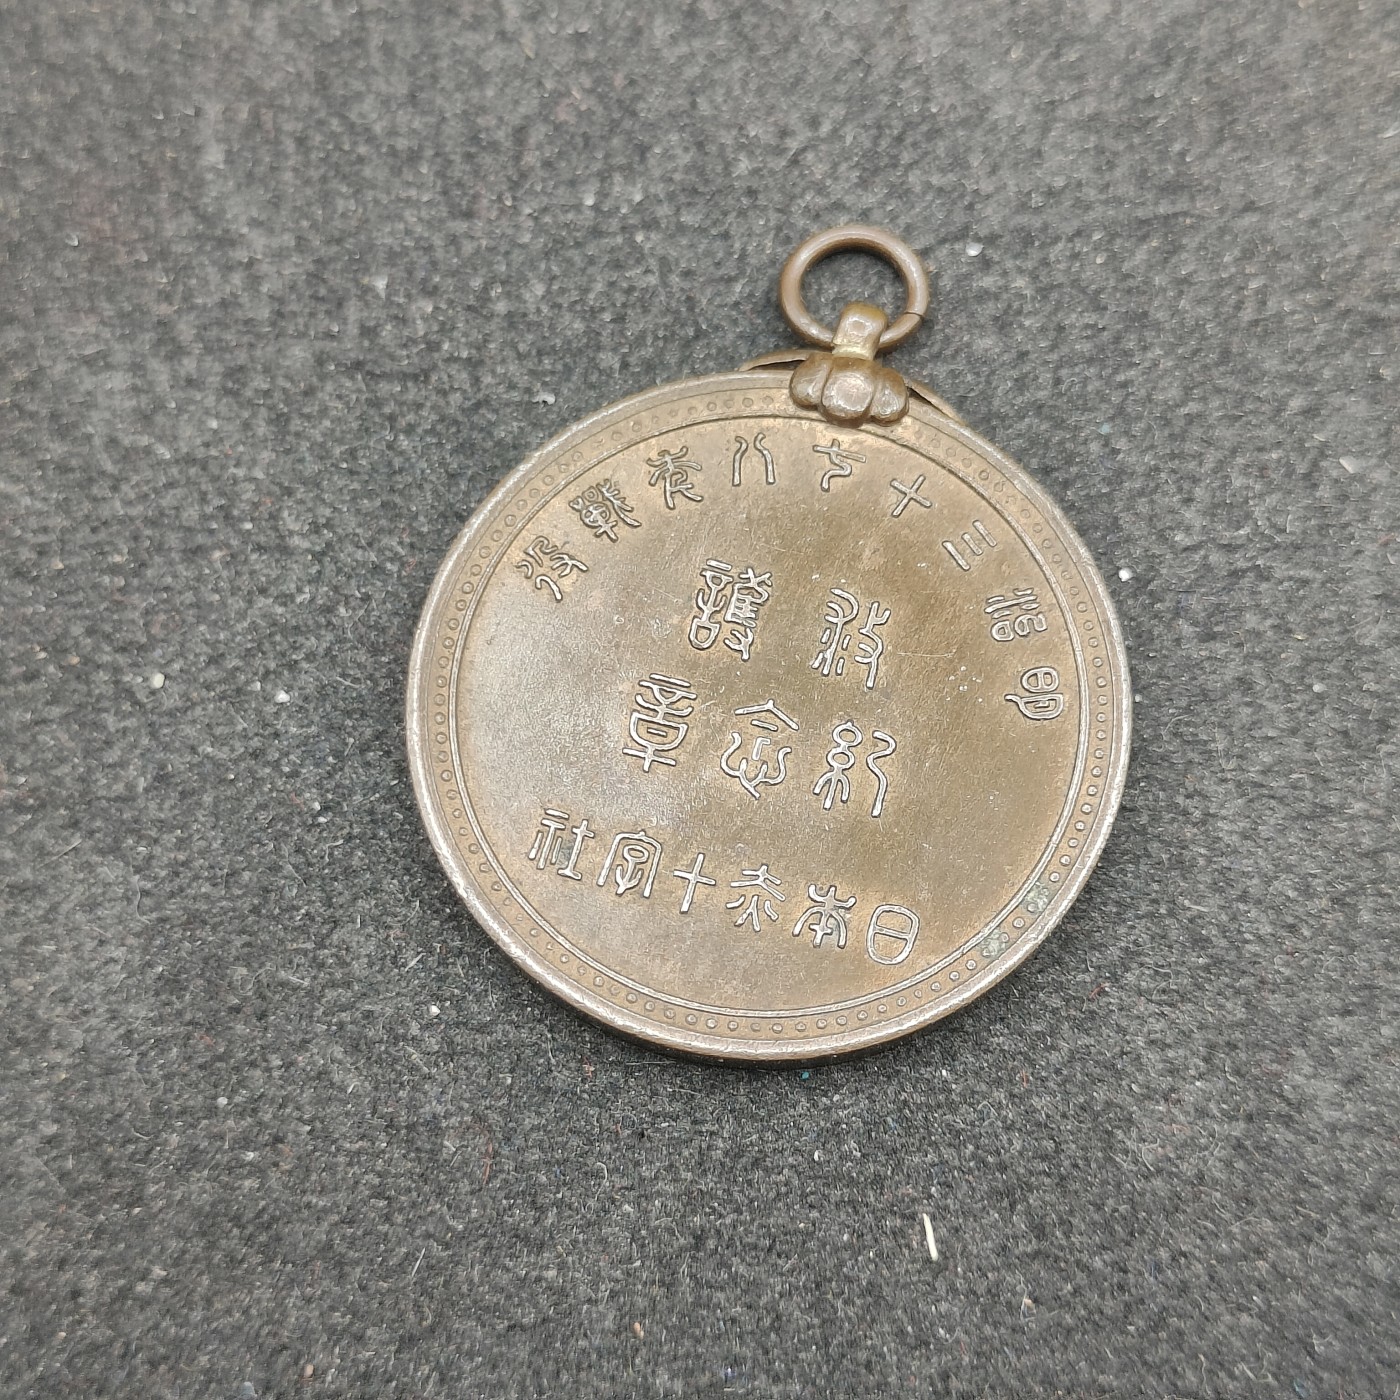 明治三十七八年戰役
救護
紀念章
日本赤十字社